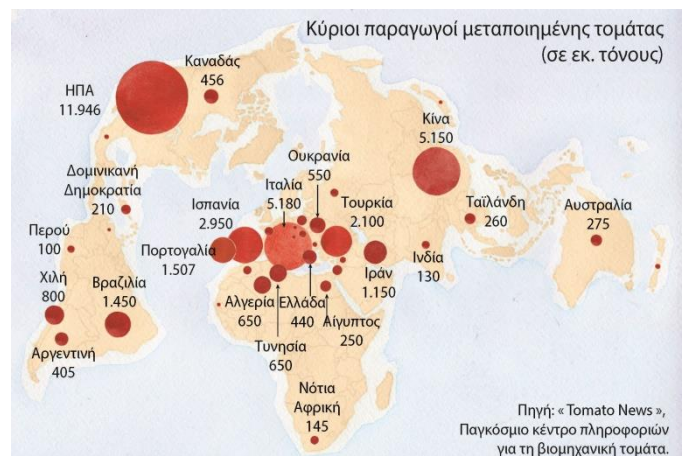 Κύριοι παραγωγοί μεταποιημένης τομάτας
(σε εκ. τόνους)
Καναδάς
456
ΗΠΑ
11.946
Κίνα
5.150
Ουκρανία
550
Δομινικανή
Δημοκρατία
210
Ιταλία
5.180
Ισπανία
2.950
Τουρκία
2.100
Ταϊλάνδη
260
Αυστραλία
275
Περού
100
Πορτογαλία
1.507
Ιράν
1.150
Ινδία
130
Χιλή
800
Βραζιλία
1.450
Αλγερία
650
Ελλάδα
440
Αίγυπτος
250
Τυνησία
650
Αργεντινή
405
Νότια
Αφρική
145
Πηγή: « Tomato News »,
Παγκόσμιο κέντρο πληροφοριών
για τη βιομηχανική τομάτα.